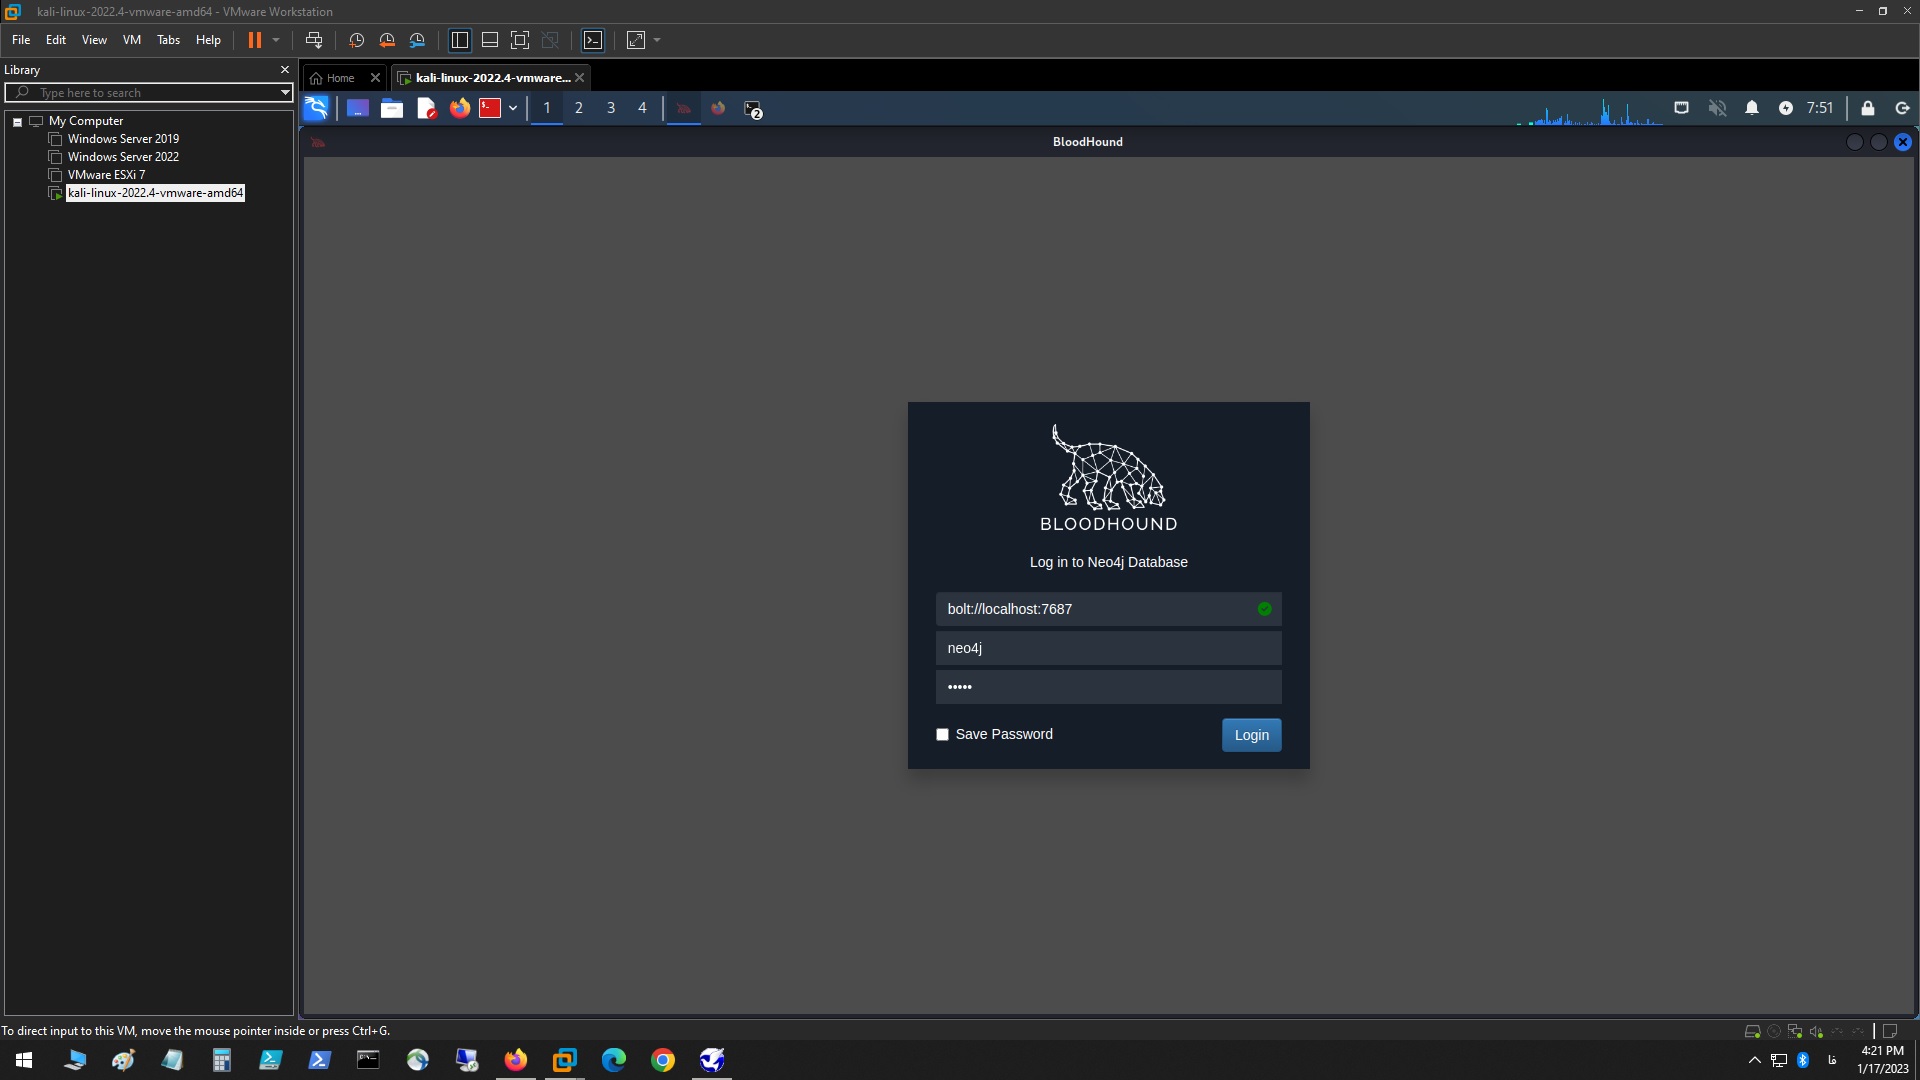 kali-linux-2022.4-vmware-amd64 - VMware Workstation
File Edit View VM Tabs Help
Library
Type here to search
My Computer
Windows Server 2019
Windows Server 2022
VMware ESXi 7
kali-linux-2022.4-vmware-amd64
Home
kali-linux-2022.4-vmware...
1 2 3 4
2
7:51
BloodHound
BLOODHOUND
Log in to Neo4j Database
bolt://localhost:7687
neo4j
•••••
Save Password
Login
To direct input to this VM, move the mouse pointer inside or press Ctrl+G.
فا
4:21 PM
1/17/2023